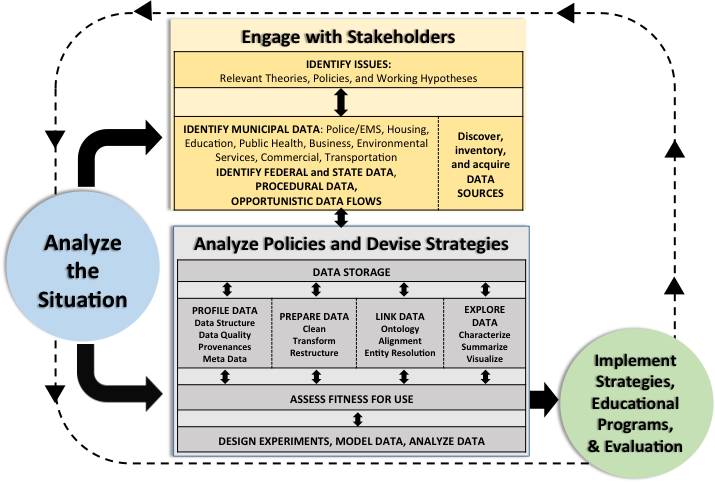 Engage with Stakeholders
IDENTIFY ISSUES:
Relevant Theories, Policies, and Working Hypotheses
IDENTIFY MUNICIPAL DATA: Police/EMS, Housing,
Education, Public Health, Business, Environmental
Services, Commercial, Transportation
IDENTIFY FEDERAL and STATE DATA,
PROCEDURAL DATA,
OPPORTUNISTIC DATA FLOWS
Discover,
inventory,
and acquire
DATA
SOURCES
Analyze
the
Situation
Analyze Policies and Devise Strategies
DATA STORAGE
PROFILE DATA
Data Structure
Data Quality
Provenances
Meta Data
PREPARE DATA
Clean
Transform
Restructure
LINK DATA
Ontology
Alignment
Entity Resolution
EXPLORE
DATA
Characterize
Summarize
Visualize
ASSESS FITNESS FOR USE
DESIGN EXPERIMENTS, MODEL DATA, ANALYZE DATA
Implement
Strategies,
Educational
Programs,
& Evaluation